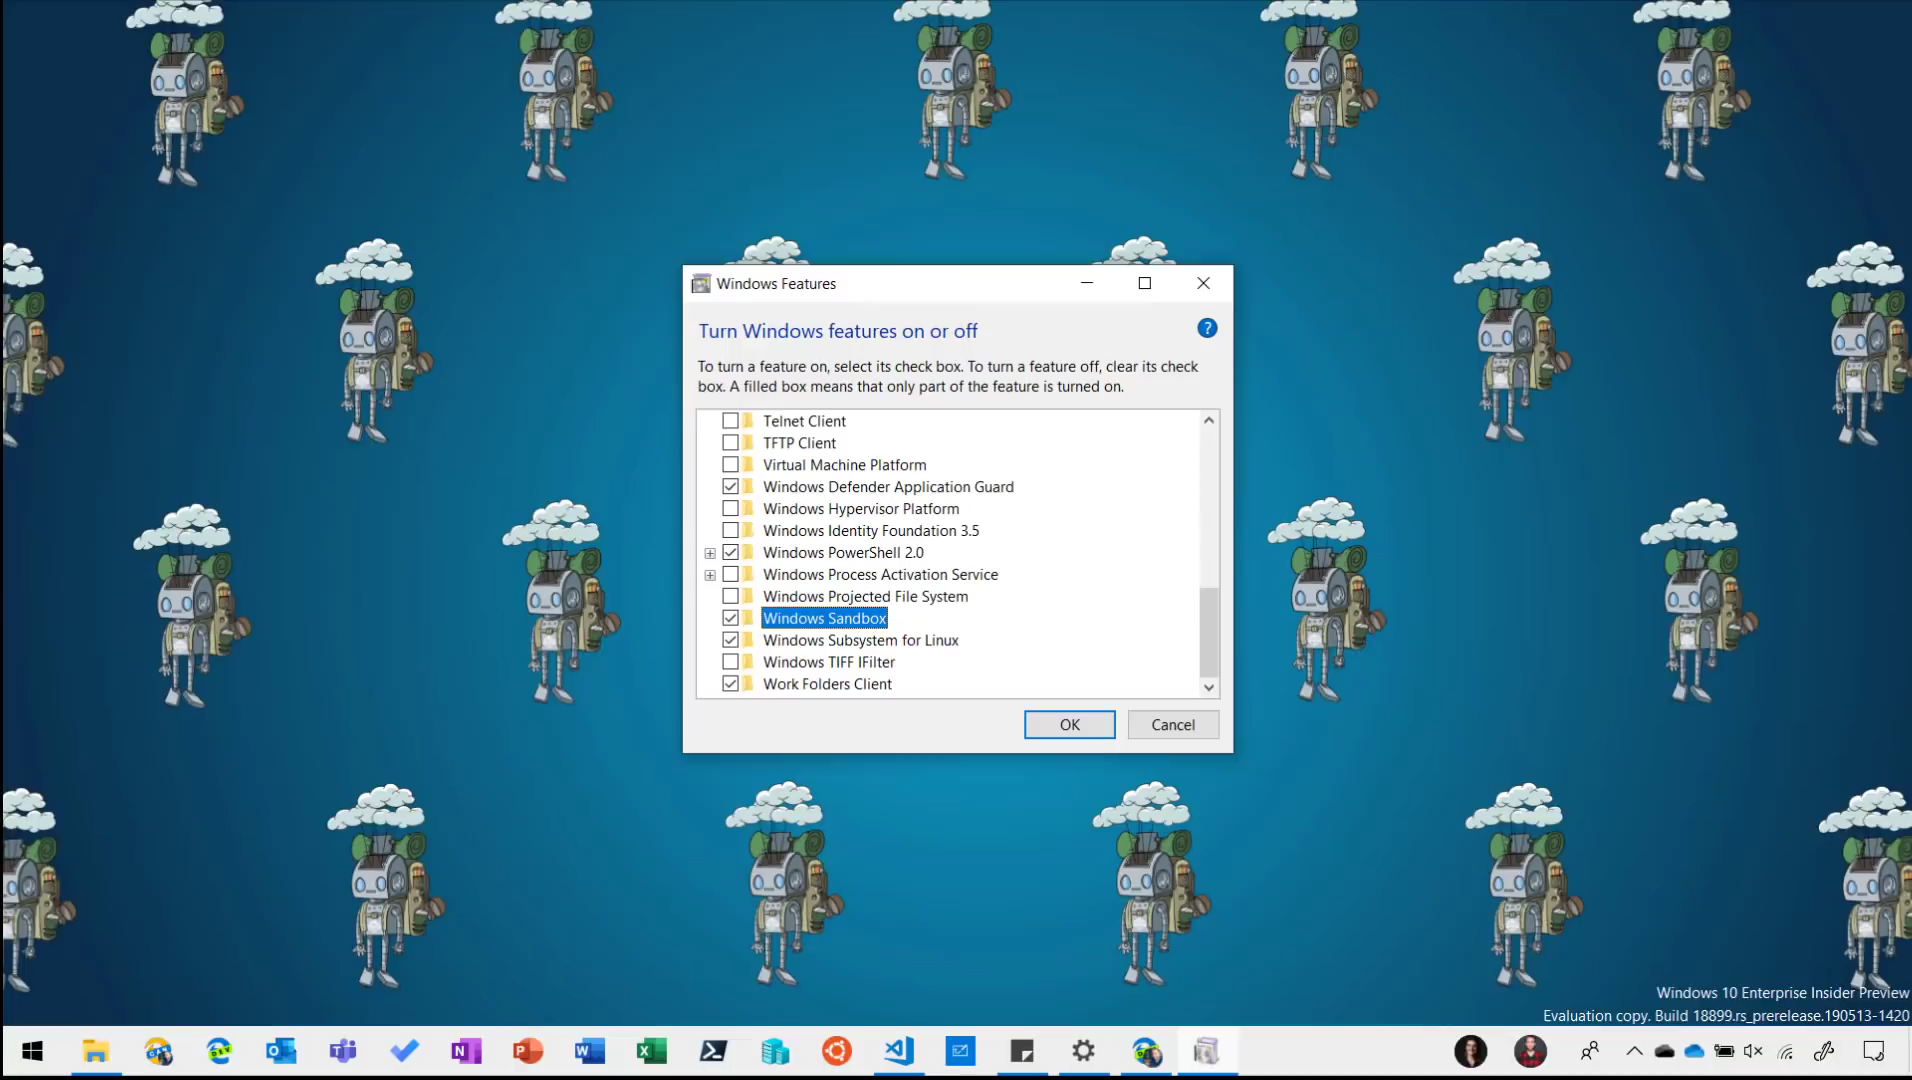 Windows Features
Turn Windows features on or off
?
To turn a feature on, select its check box. To turn a feature off, clear its check
box. A filled box means that only part of the feature is turned on.
Telnet Client
TFTP Client
Virtual Machine Platform
Windows Defender Application Guard
Windows Hypervisor Platform
Windows Identity Foundation 3.5
Windows PowerShell 2.0
Windows Process Activation Service
Windows Projected File System
Windows Sandbox
Windows Subsystem for Linux
Windows TIFF IFilter
Work Folders Client
OK
Cancel
Windows 10 Enterprise Insider Preview
Evaluation copy. Build 18899.rs_prerelease.190513-1420
CAN
DEV
N
P
W
X